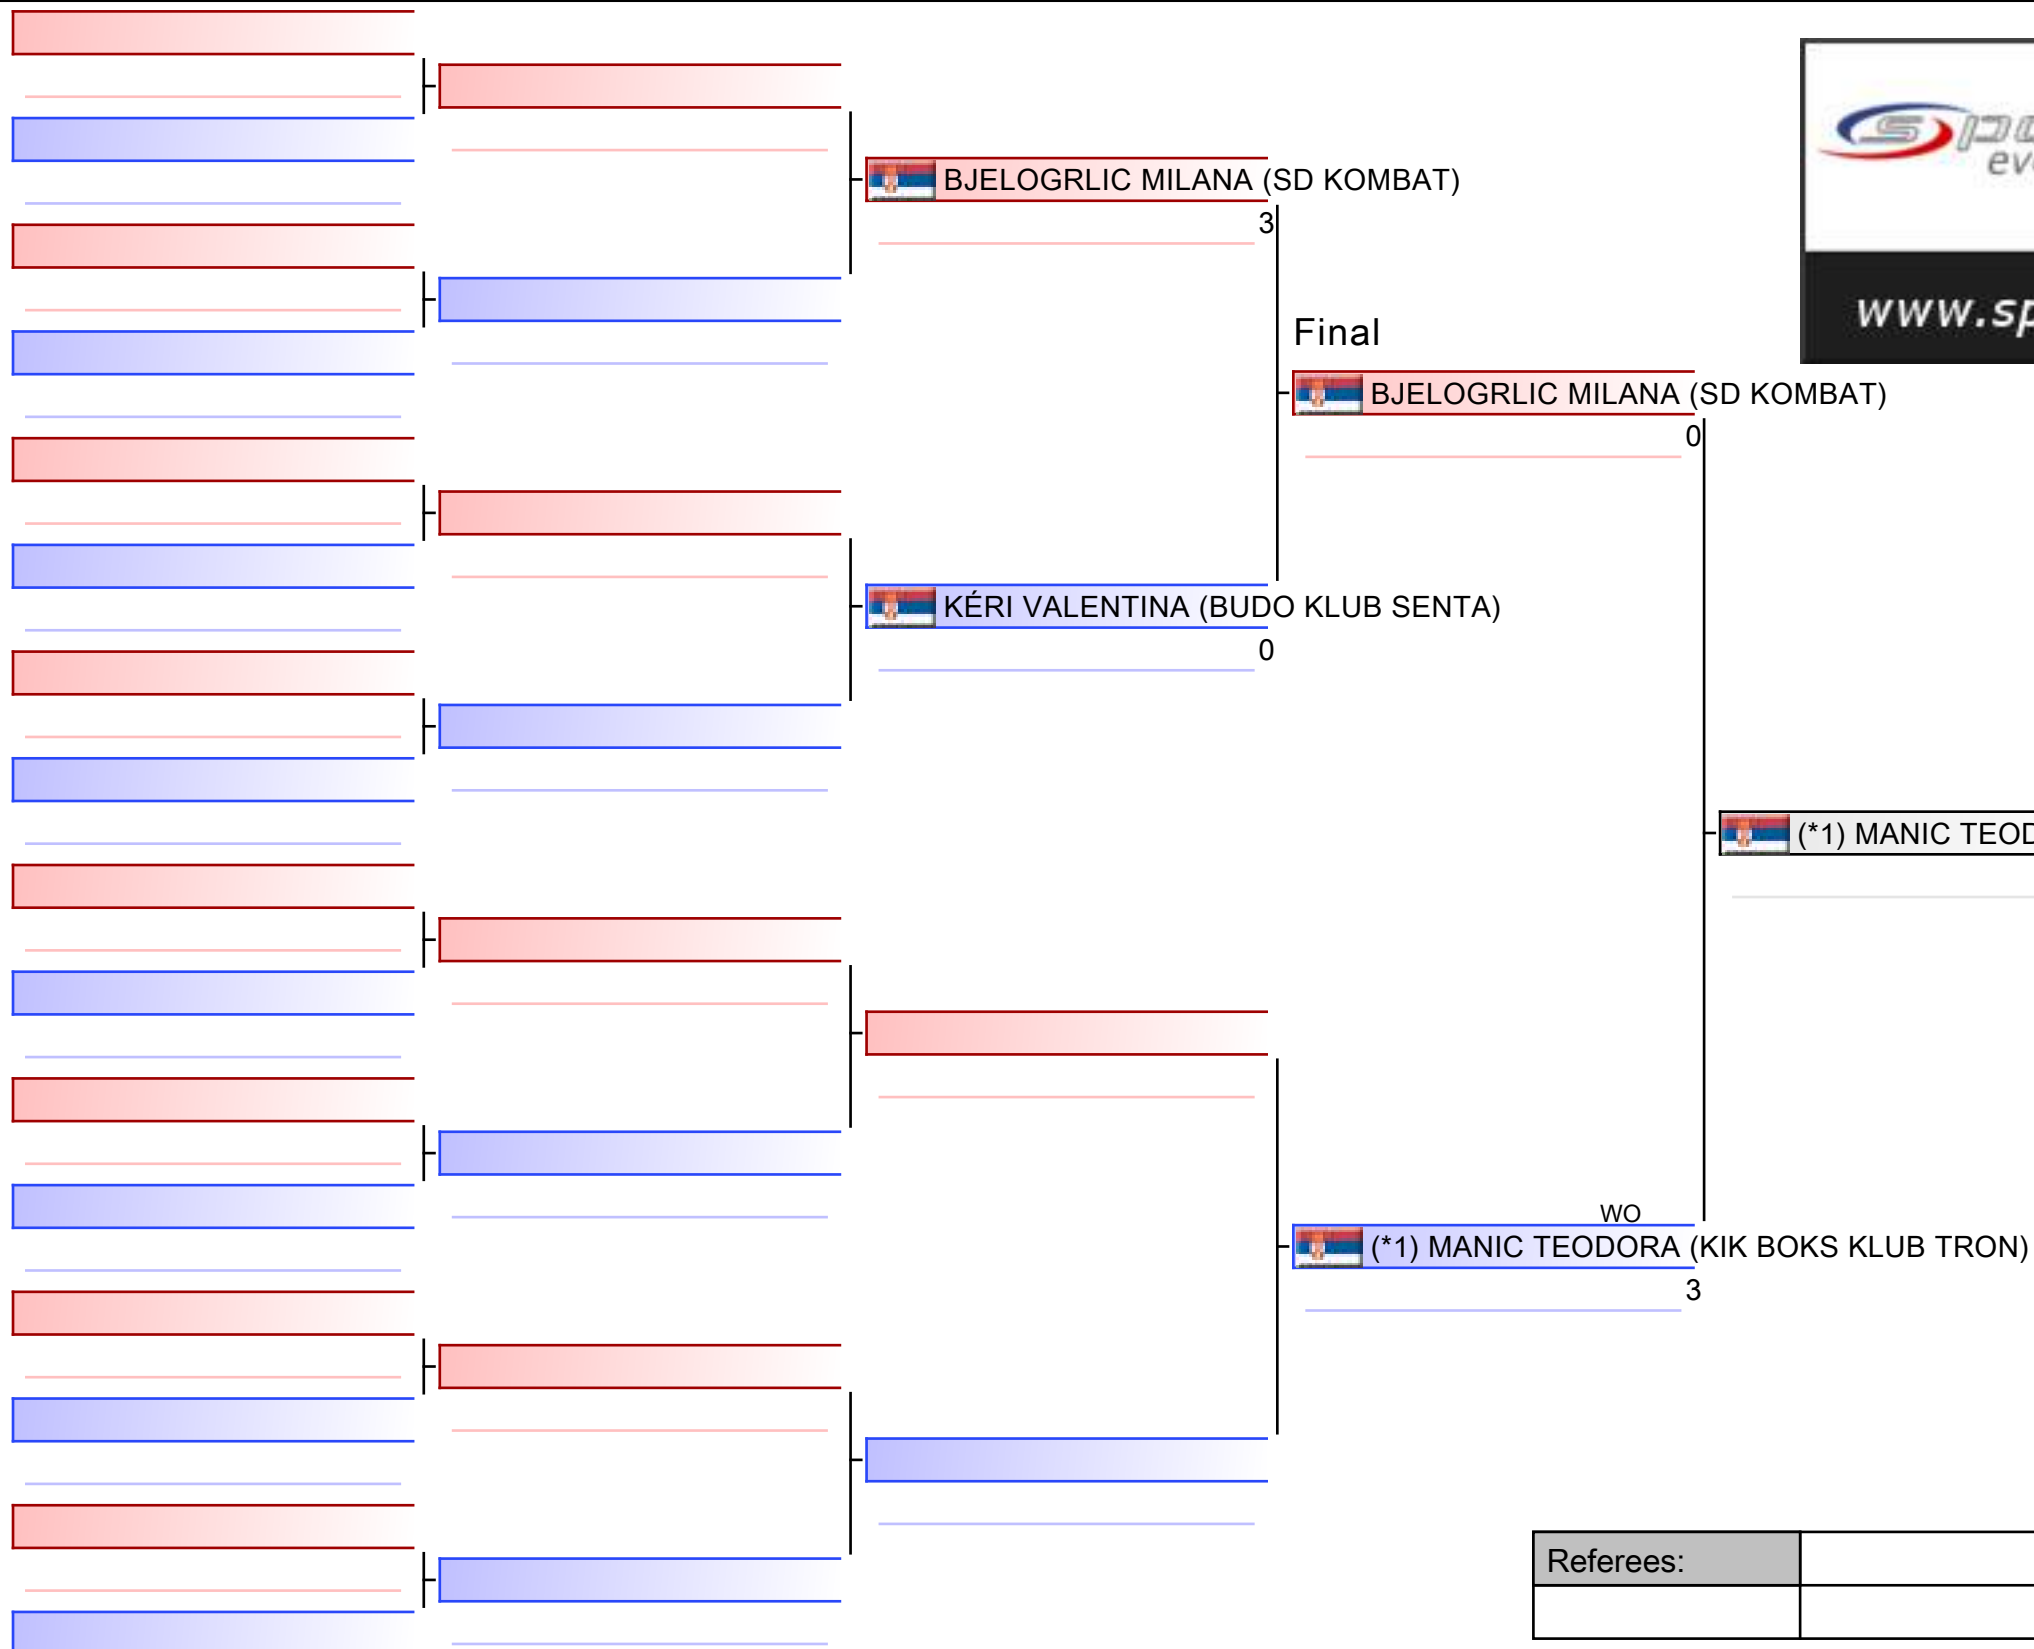 BJELOGRLIC MILANA (SD KOMBAT)
3
www.sp
Final
BJELOGRLIC MILANA (SD KOMBAT)
0
KÉRI VALENTINA (BUDO KLUB SENTA)
0
(*1) MANIC TEOD
WO
(*1) MANIC TEODORA (KIK BOKS KLUB TRON)
3
Referees: